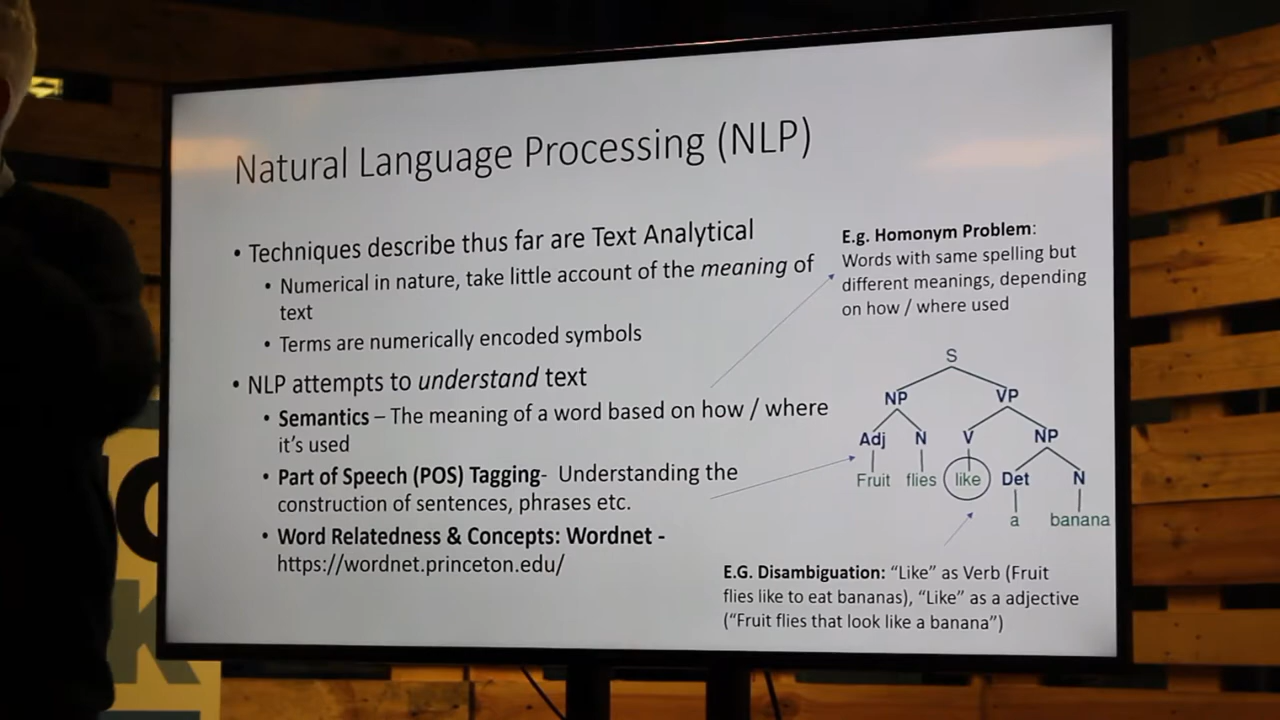 Natural Language Processing (NLP)
• Techniques describe thus far are Text Analytical
• Numerical in nature, take little account of the meaning of
text
• Terms are numerically encoded symbols
• NLP attempts to understand text
• Semantics – The meaning of a word based on how / where
it's used
• Part of Speech (POS) Tagging- Understanding the
construction of sentences, phrases etc.
• Word Relatedness & Concepts: Wordnet -
https://wordnet.princeton.edu/
E.g. Homonym Problem:
Words with same spelling but
different meanings, depending
on how / where used
S
NP VP
Adj N V NP
Fruit flies like Det N
a banana
E.G. Disambiguation: “Like” as Verb (Fruit
flies like to eat bananas), “Like” as a adjective
(“Fruit flies that look like a banana”)